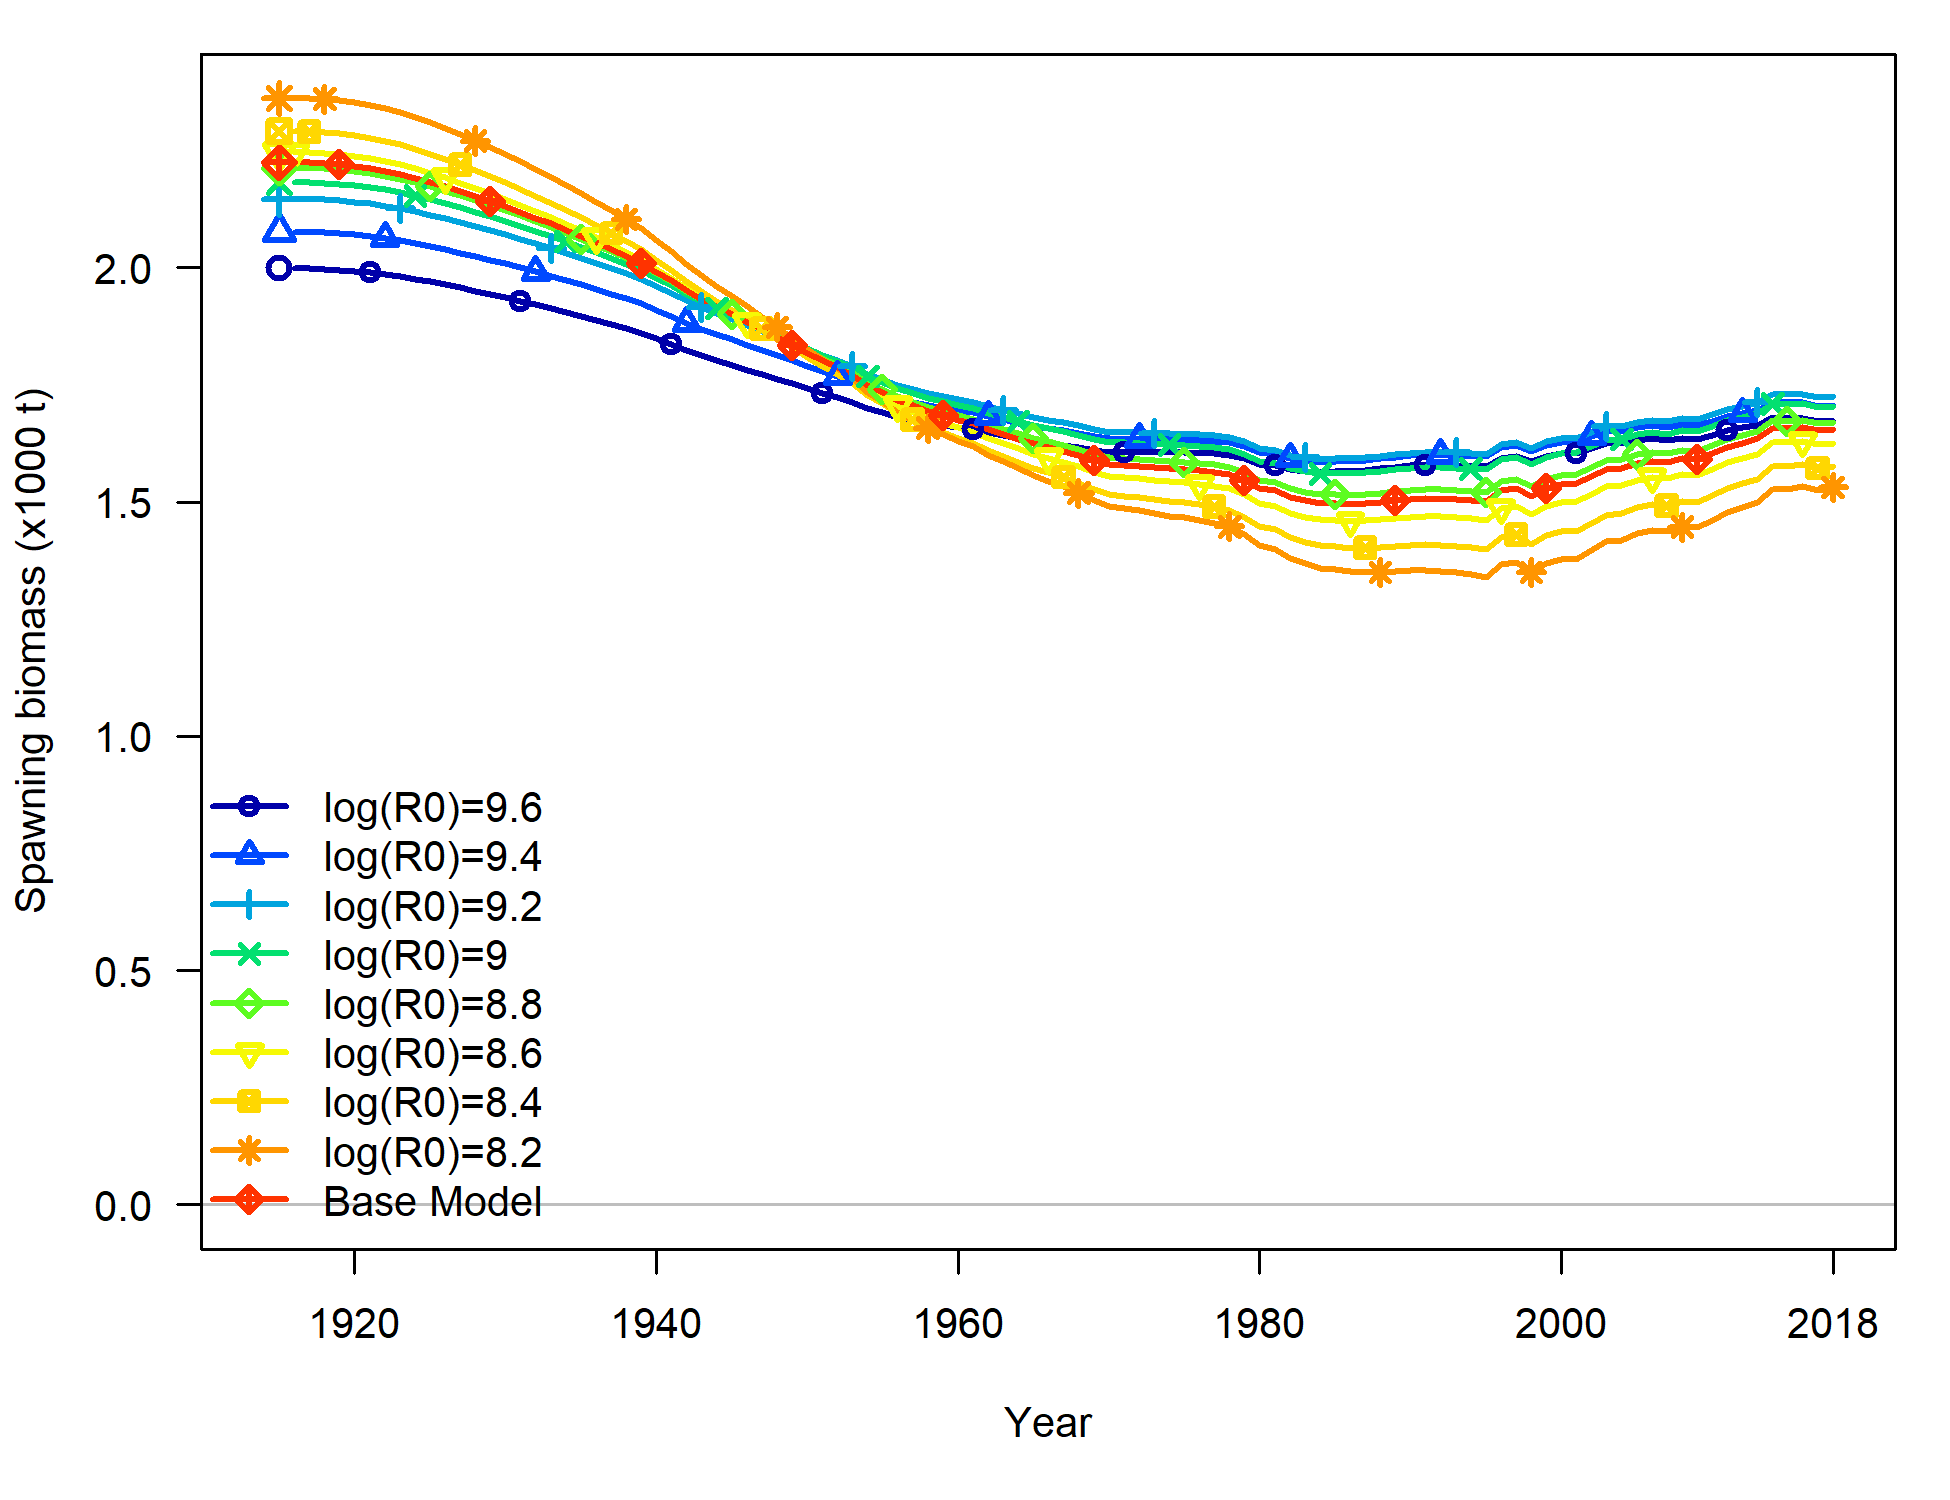 Spawning biomass (x1000 t)
2.0
1.5
1.0
0.5
0.0
log(R0)=9.6
log(R0)=9.4
log(R0)=9.2
log(R0)=9
log(R0)=8.8
log(R0)=8.6
log(R0)=8.4
log(R0)=8.2
Base Model
1920 1940 1960 1980 2000 2018
Year